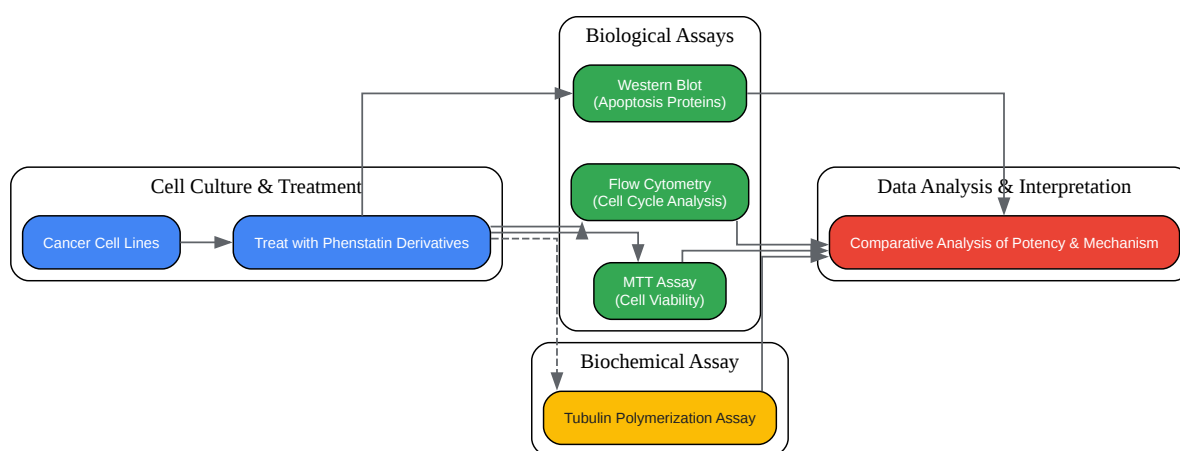 Biological Assays
Western Blot
(Apoptosis Proteins)
Cell Culture & Treatment
Flow Cytometry
(Cell Cycle Analysis)
Data Analysis & Interpretation
Cancer Cell Lines
Treat with Phenstatin Derivatives
Comparative Analysis of Potency & Mechanism
MTT Assay
(Cell Viability)
Biochemical Assay
Tubulin Polymerization Assay